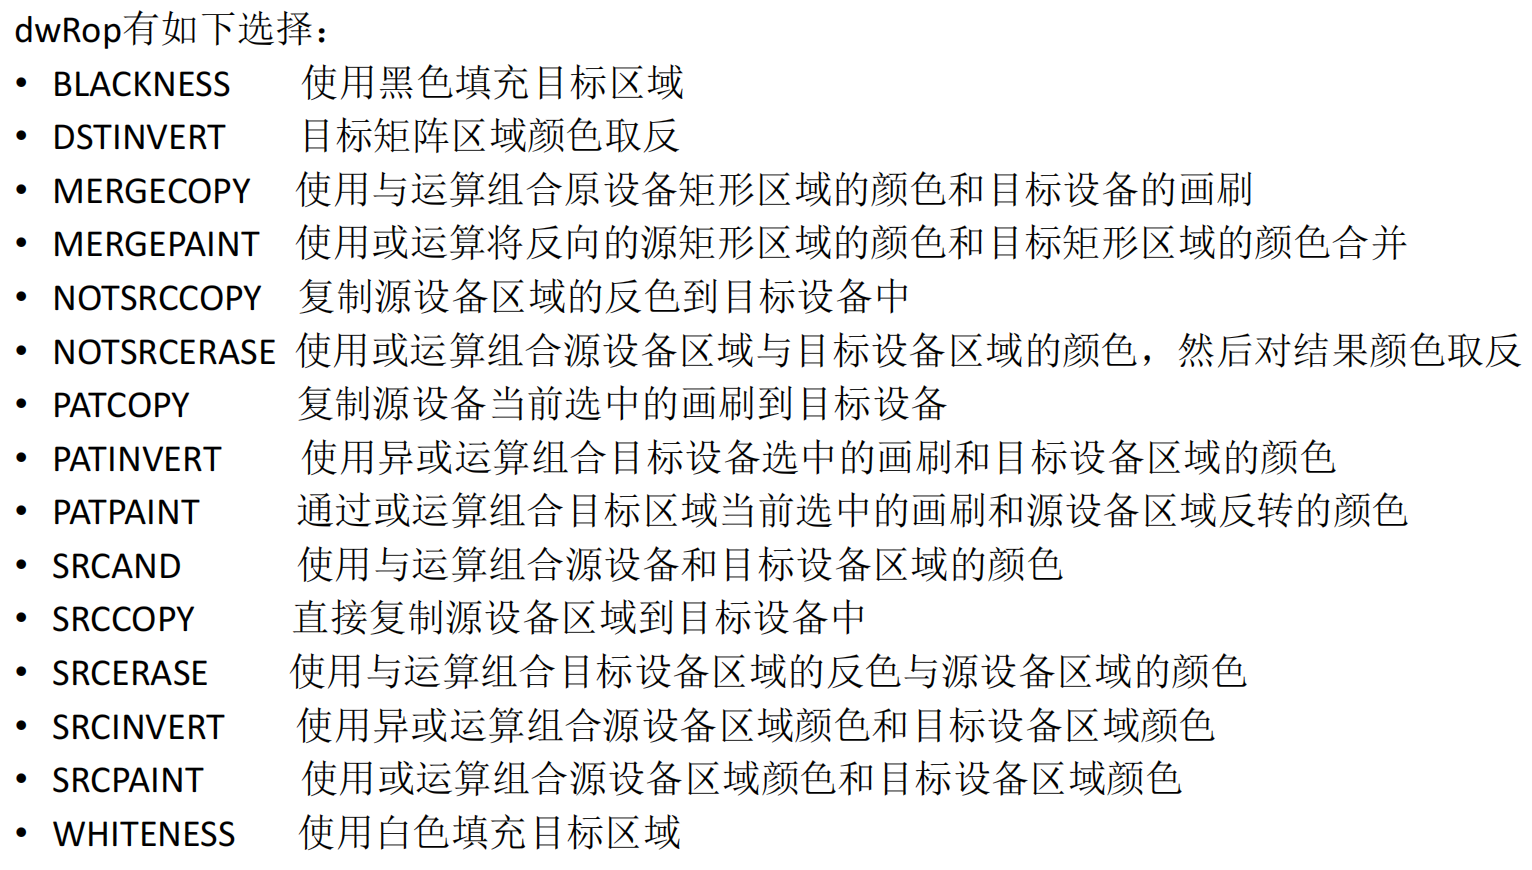 dwRop有如下选择：
• BLACKNESS 使用黑色填充目标区域
• DSTINVERT 目标矩阵区域颜色取反
• MERGECOPY 使用与运算组合原设备矩形区域的颜色和目标设备的画刷
• MERGEPAINT 使用或运算将反向的源矩形区域的颜色和目标矩形区域的颜色合并
• NOTSRCCOPY 复制源设备区域的反色到目标设备中
• NOTSRCERASE 使用或运算组合源设备区域与目标设备区域的颜色，然后对结果颜色取反
• PATCOPY 复制源设备当前选中的画刷到目标设备
• PATINVERT 使用异或运算组合目标设备选中的画刷和目标设备区域的颜色
• PATPAINT 通过或运算组合目标区域当前选中的画刷和源设备区域反转的颜色
• SRCAND 使用与运算组合源设备和目标设备区域的颜色
• SRCCOPY 直接复制源设备区域到目标设备中
• SRCERASE 使用与运算组合目标设备区域的反色与源设备区域的颜色
• SRCINVERT 使用异或运算组合源设备区域颜色和目标设备区域颜色
• SRCPAINT 使用或运算组合源设备区域颜色和目标设备区域颜色
• WHITENESS 使用白色填充目标区域